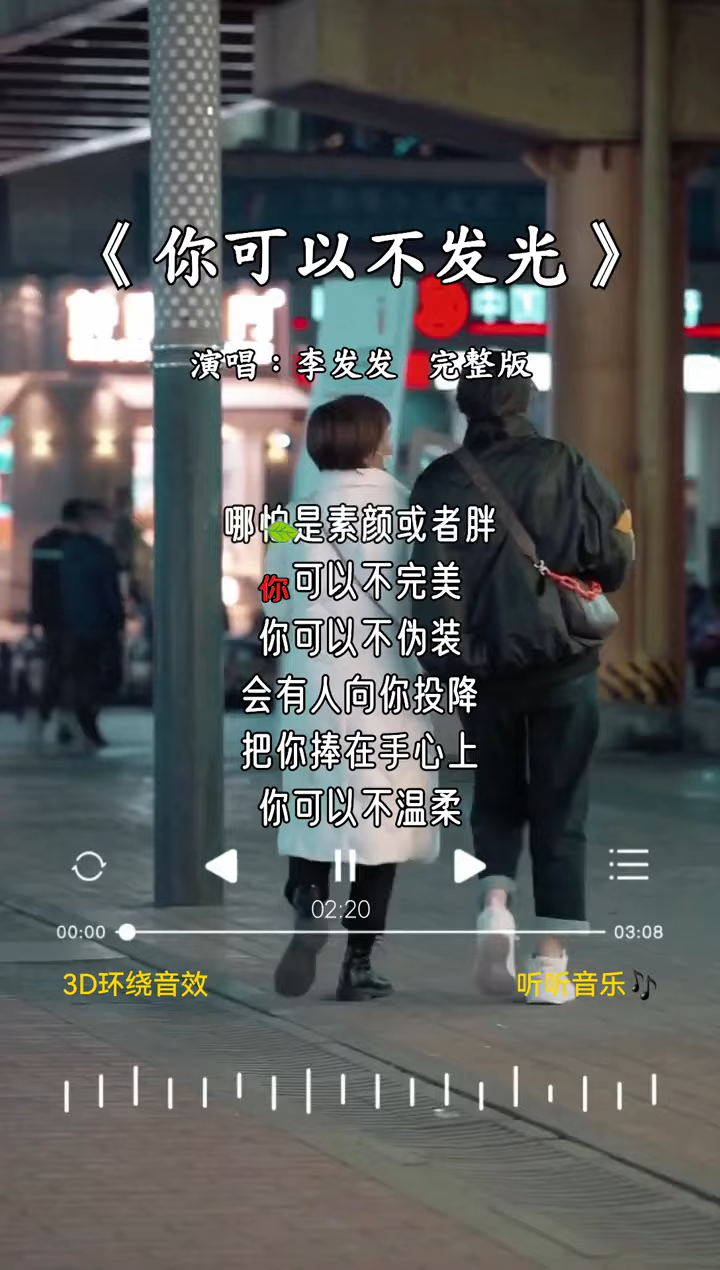 《你可以不发光》
演唱：李发发 完整版
哪怕是素颜或者胖
你可以不完美
你可以不伪装
会有人向你投降
把你捧在手心上
你可以不温柔
02:20
00:00 03:08
3D环绕音效 听听音乐🎶